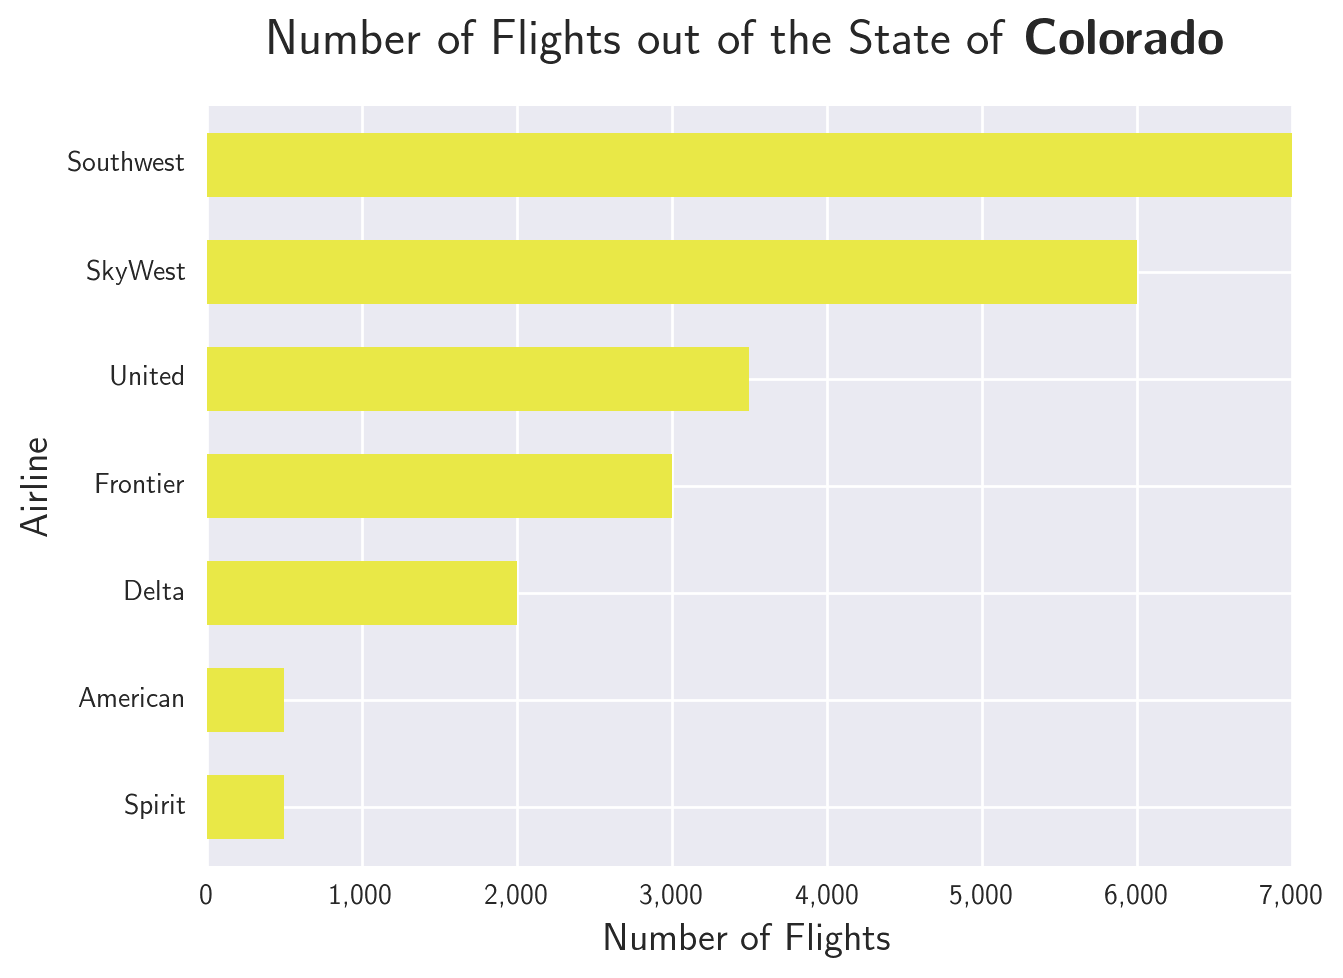 Number of Flights out of the State of Colorado
Southwest
SkyWest
United
Frontier
Delta
American
Spirit
Airline
0 1,000 2,000 3,000 4,000 5,000 6,000 7,000
Number of Flights